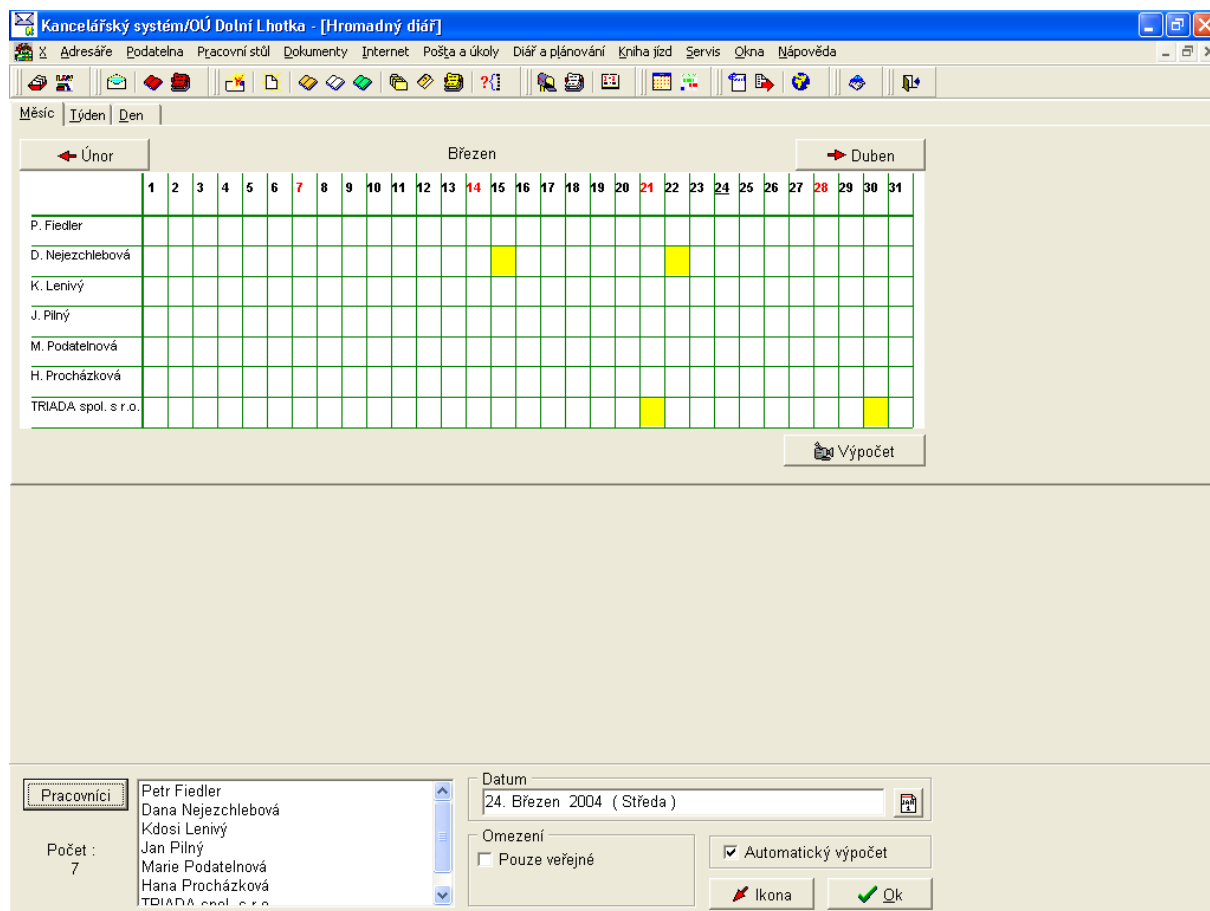 Kancelářský systém/OÚ Dolní Lhotka - [Hromadný diář]
X Adresáře Podatelna Pracovní stůl Dokumenty Internet Pošta a úkoly Diář a plánování Kniha jízd Servis Okna Nápověda
Měsíc Týden Den
Únor Březen Duben
1 2 3 4 5 6 7 8 9 10 11 12 13 14 15 16 17 18 19 20 21 22 23 24 25 26 27 28 29 30 31
P. Fiedler
D. Nejezchlebová
K. Lenivý
J. Pilný
M. Podatelnová
H. Procházková
TRIADA spol. s r.o.
Výpočet
Pracovníci
Počet :
7
Petr Fiedler
Dana Nejezchlebová
Kdosi Lenivý
Jan Pilný
Marie Podatelnová
Hana Procházková
TRIADA spol. s r.o.
Datum
24. Březen 2004 ( Středa )
Omezení
Pouze veřejné
Automatický výpočet
Ikona Ok